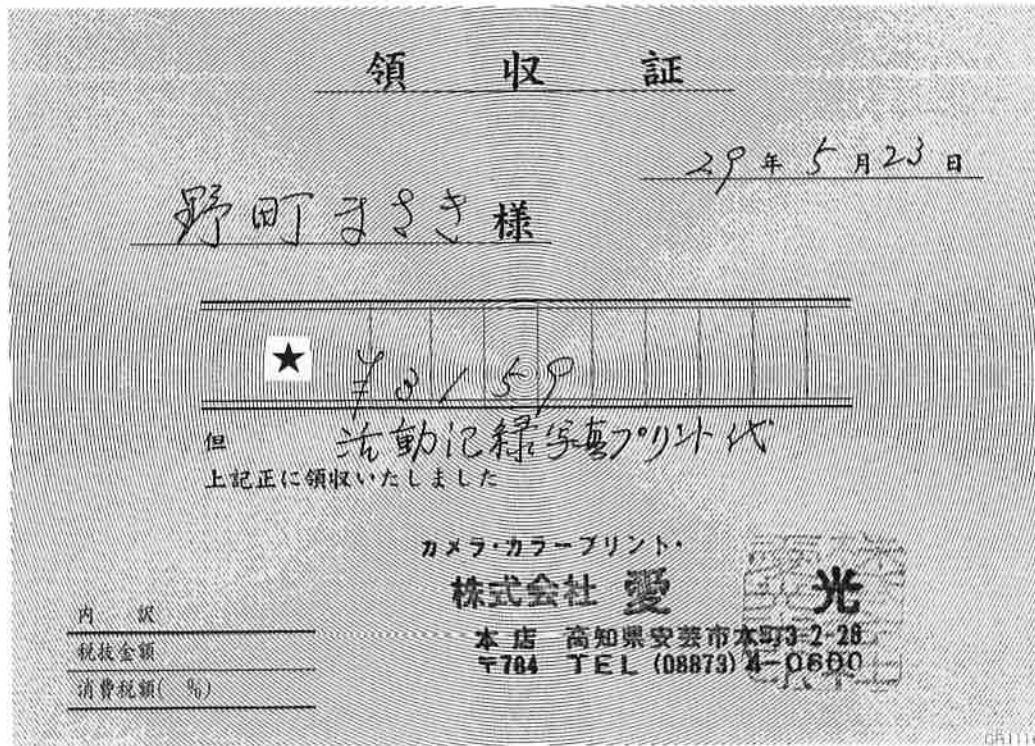 領収証
29年5月23日
野町まさき様
★ ¥3159
但 活動記録写真プリント代
上記正に領収いたしました
カメラ・カラープリント・
株式会社 愛光
本店 高知県安芸市本町3-2-28
〒784 TEL (08873) 4-0600
内訳
税抜金額
消費税額( %)